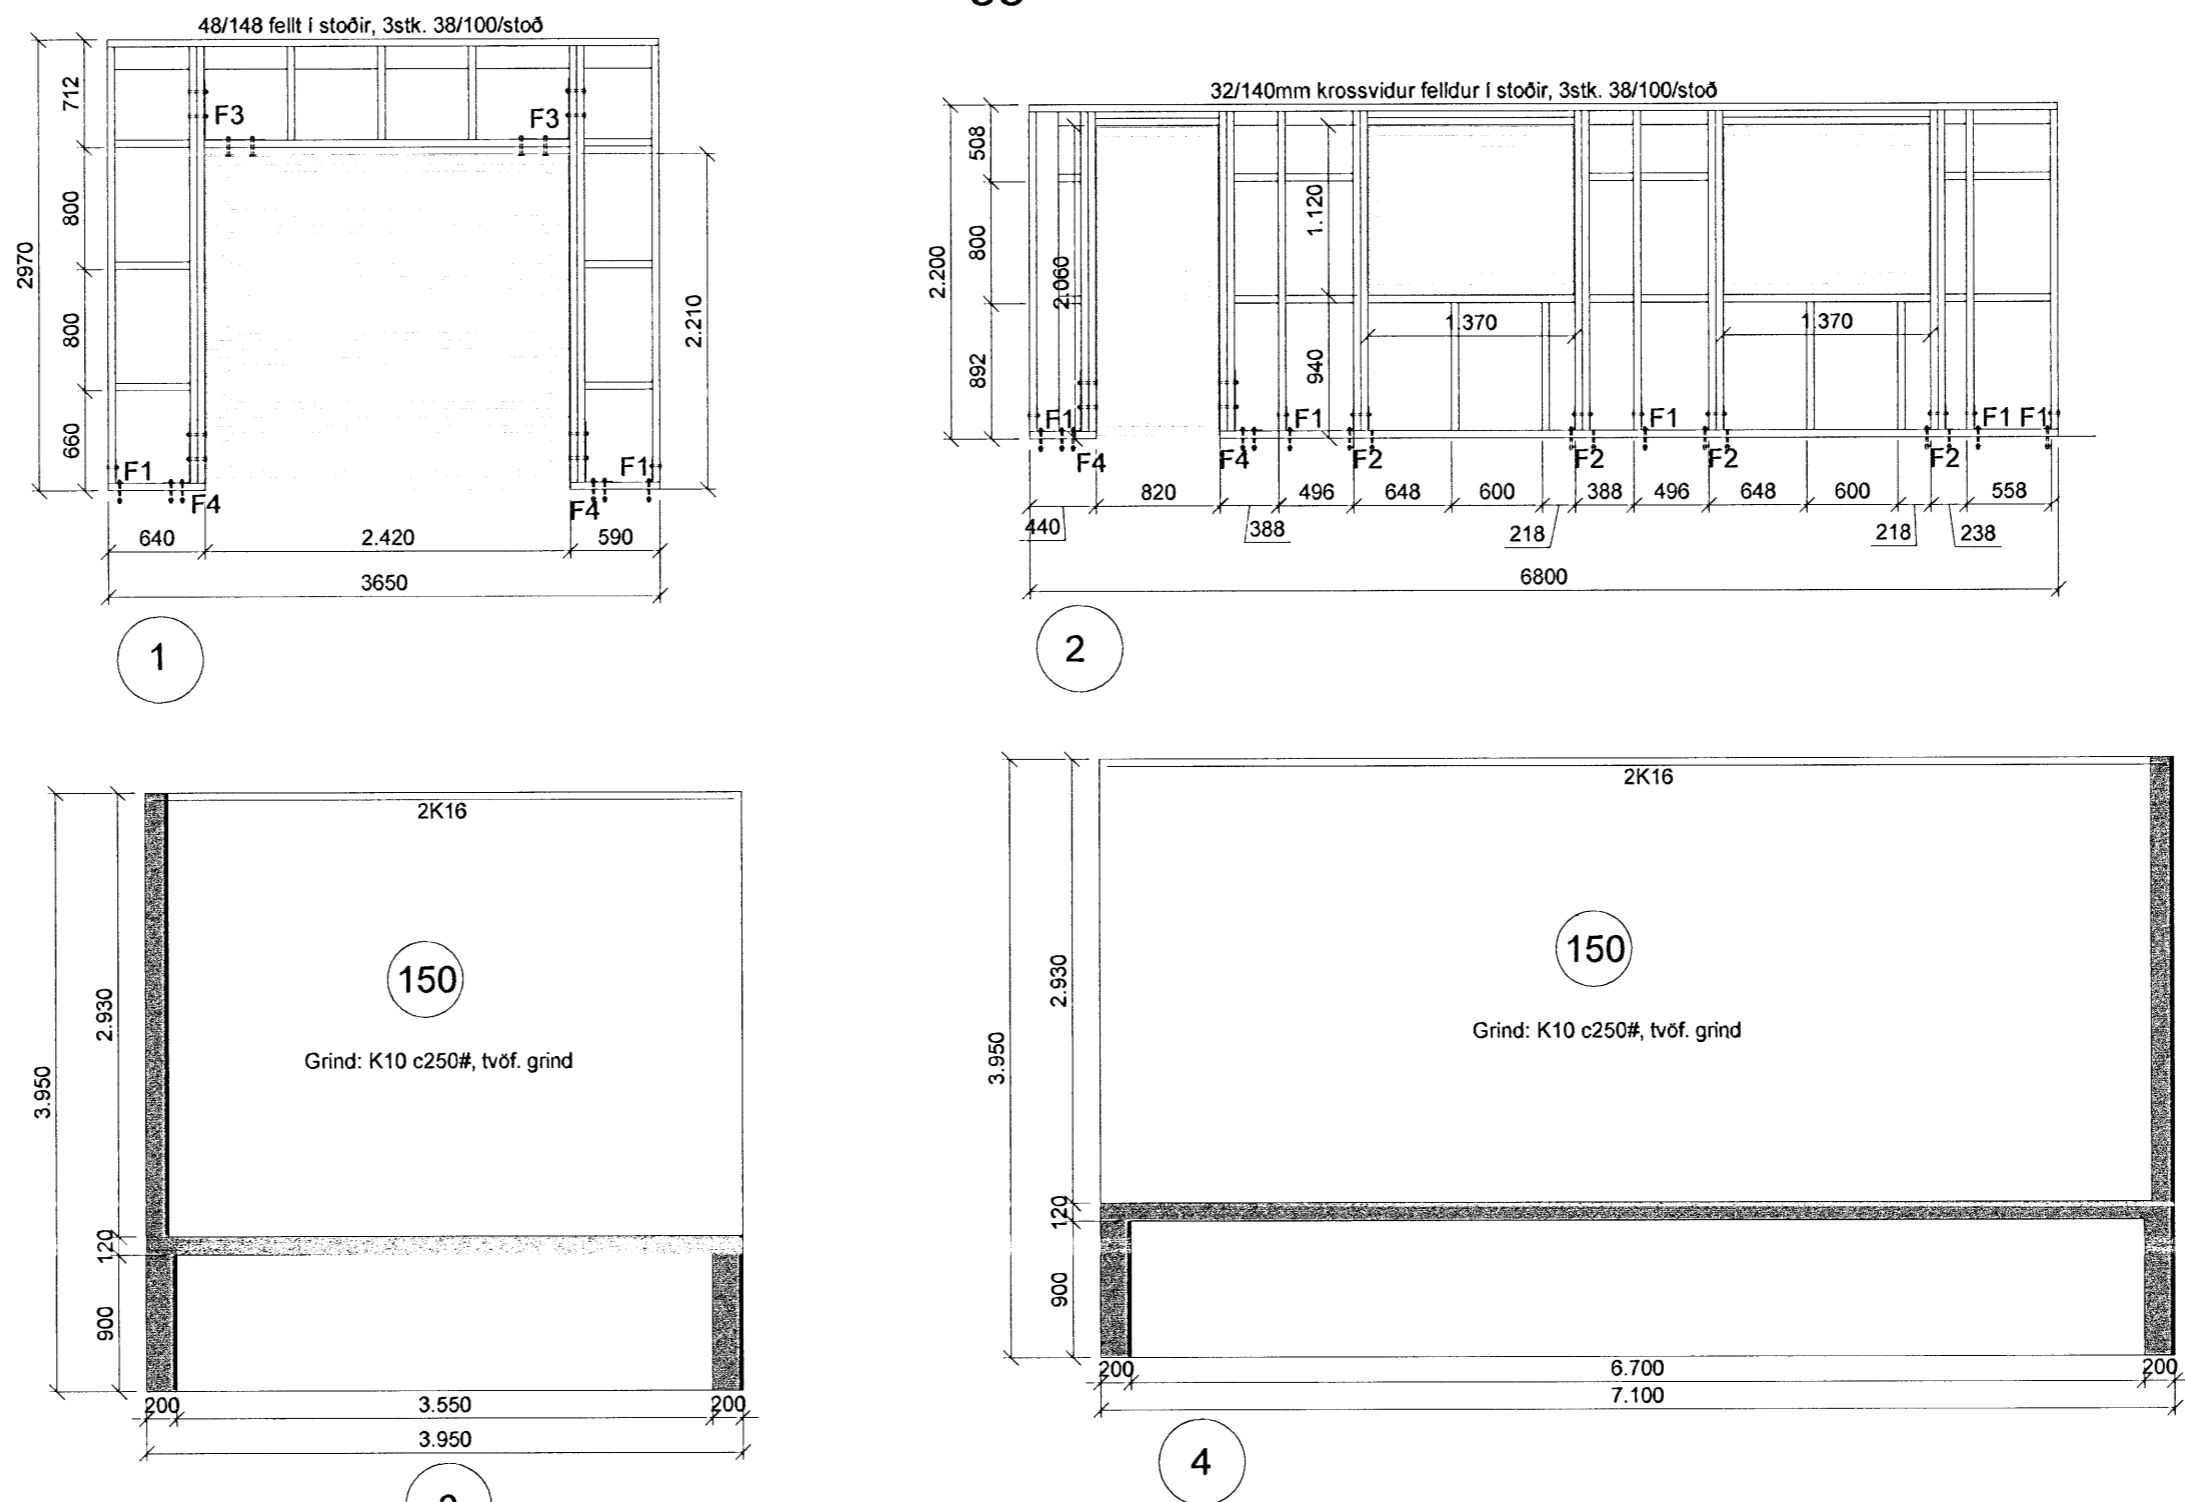 48/148 fellt í stoðir, 3stk. 38/100/stoð
2970
712
800
800
660
F3
F3
2.210
F1
F4
F4
F1
640
2.420
590
3650
1
32/140mm krossvidur felldur í stoðir, 3stk. 38/100/stoð
2.200
508
800
892
2.060
1.120
940
1.370
1.370
F1
F4
F4
F1
F2
F2
F1
F2
F2
F1
F1
820
496
648
600
388
496
648
600
558
440
388
218
218
238
6800
2
2K16
150
Grind: K10 c250#, tvöf. grind
3.950
2.930
120
900
200
3.550
200
3.950
2K16
150
Grind: K10 c250#, tvöf. grind
3.950
2.930
120
900
200
6.700
200
7.100
4